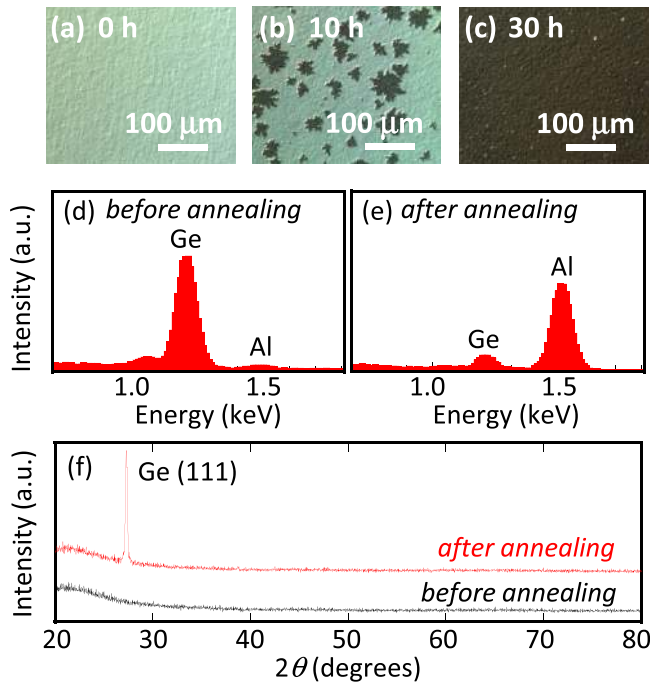 (a) 0 h
100 μm
(b) 10 h
100 μm
(c) 30 h
100 μm
(d) before annealing
Ge
Al
Intensity (a.u.)
1.0 1.5
Energy (keV)
(e) after annealing
Ge
Al
1.0 1.5
Energy (keV)
(f)
Ge (111)
after annealing
before annealing
Intensity (a.u.)
20 30 40 50 60 70 80
2θ (degrees)